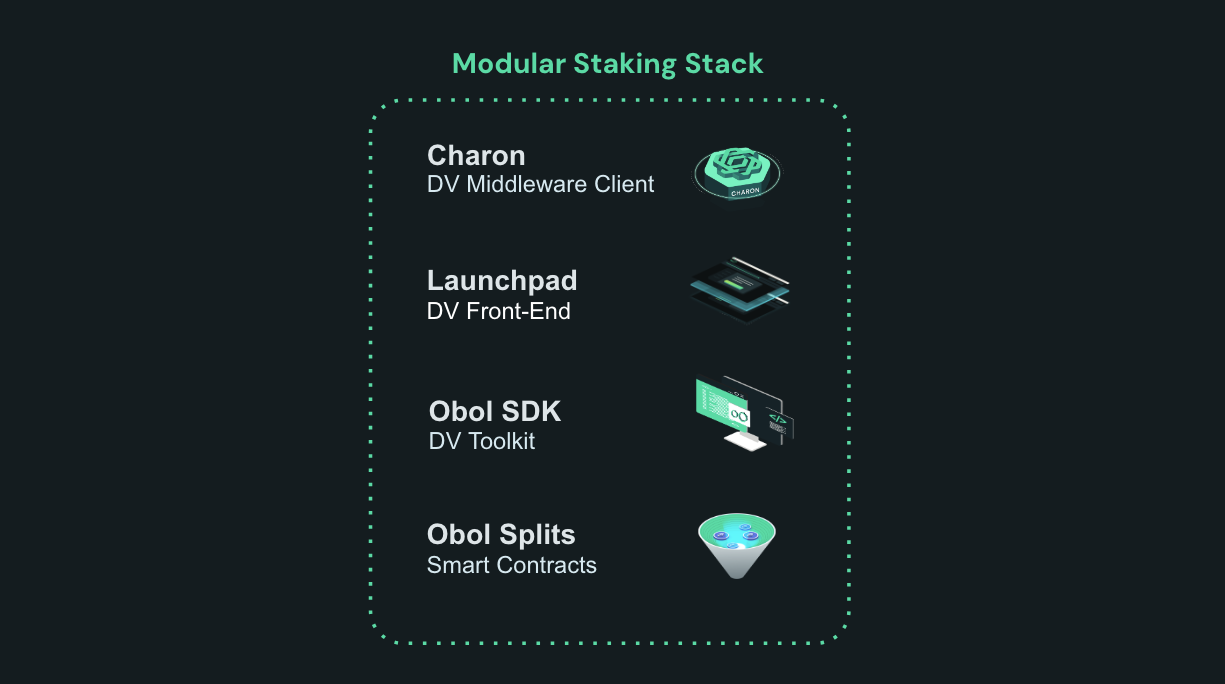 Modular Staking Stack
Charon
DV Middleware Client
CHARON
Launchpad
DV Front-End
Obol SDK
DV Toolkit
</>
Obol Splits
Smart Contracts